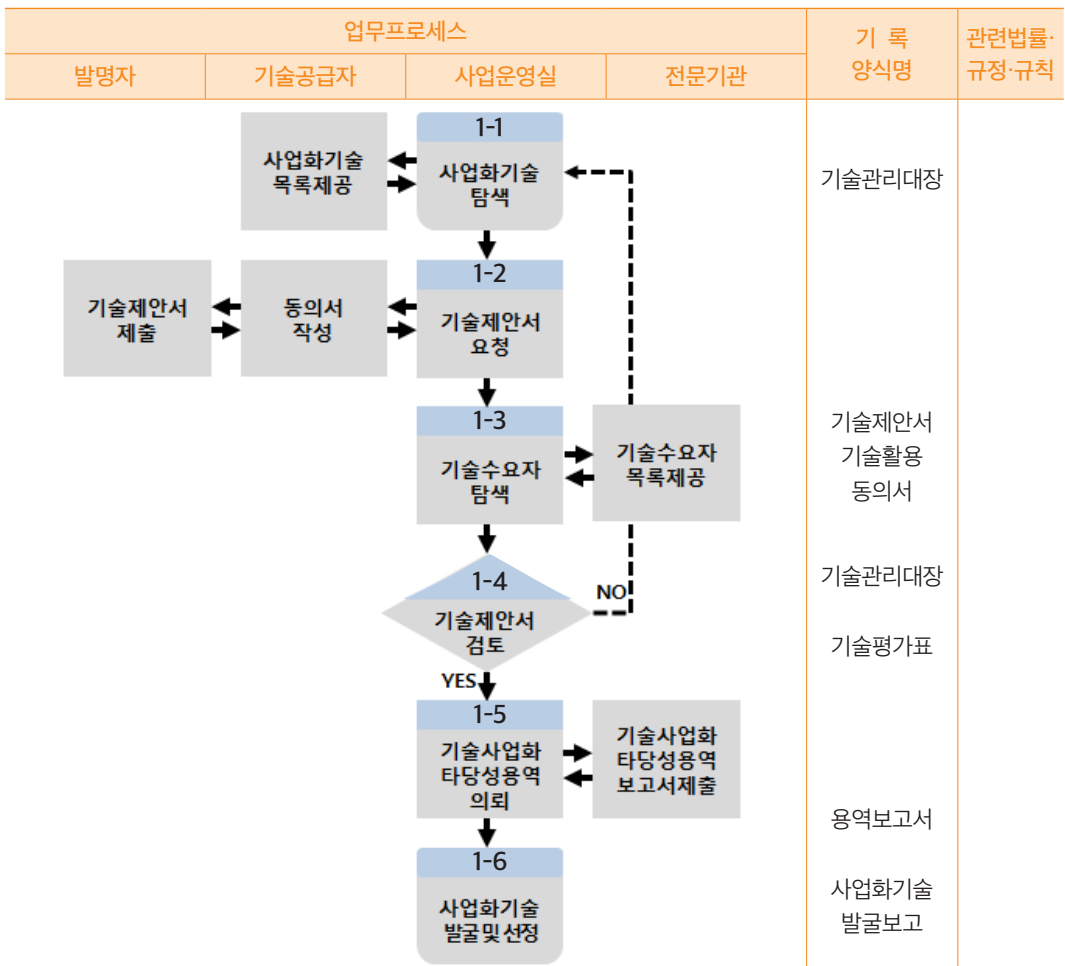 업무프로세스
기 록
양식명
관련법률·
규정·규칙
발명자
기술공급자
사업운영실
전문기관
1-1
사업화기술
목록제공
사업화기술
탐색
기술관리대장
1-2
기술제안서
제출
동의서
작성
기술제안서
요청
1-3
기술수요자
탐색
기술수요자
목록제공
기술제안서
기술활용
동의서
1-4
기술제안서
검토
NO
YES
기술관리대장
기술평가표
1-5
기술사업화
타당성용역
의뢰
기술사업화
타당성용역
보고서제출
용역보고서
1-6
사업화기술
발굴및선정
사업화기술
발굴보고